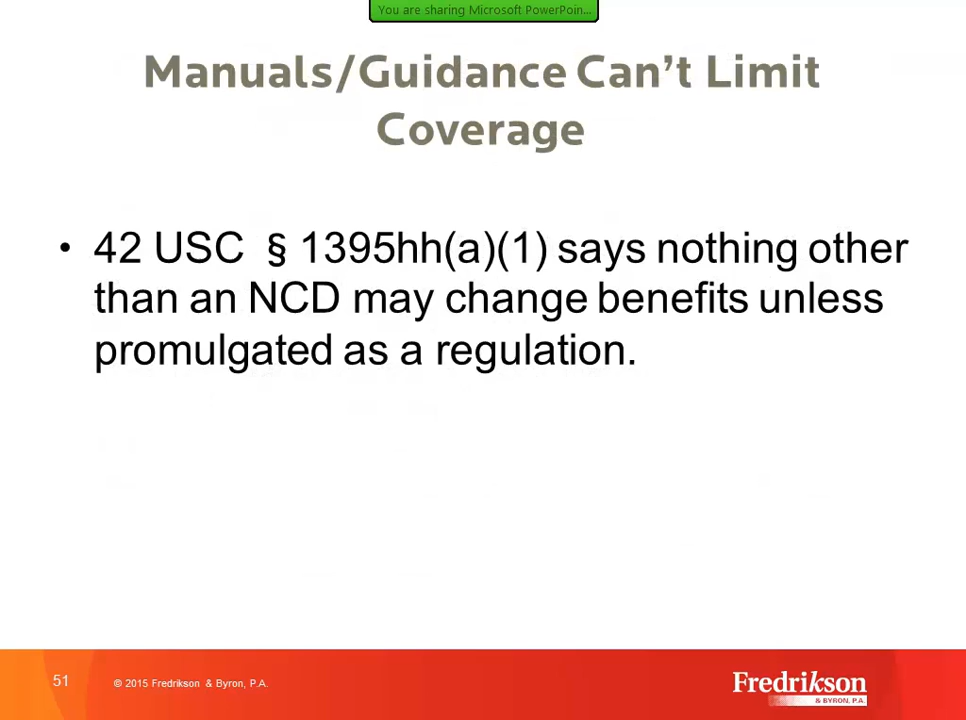 You are sharing Microsoft PowerPoin...
Manuals/Guidance Can’t Limit
Coverage
• 42 USC § 1395hh(a)(1) says nothing other
than an NCD may change benefits unless
promulgated as a regulation.
51
© 2015 Fredrikson & Byron, P.A.
Fredrikson
& BYRON, P.A.